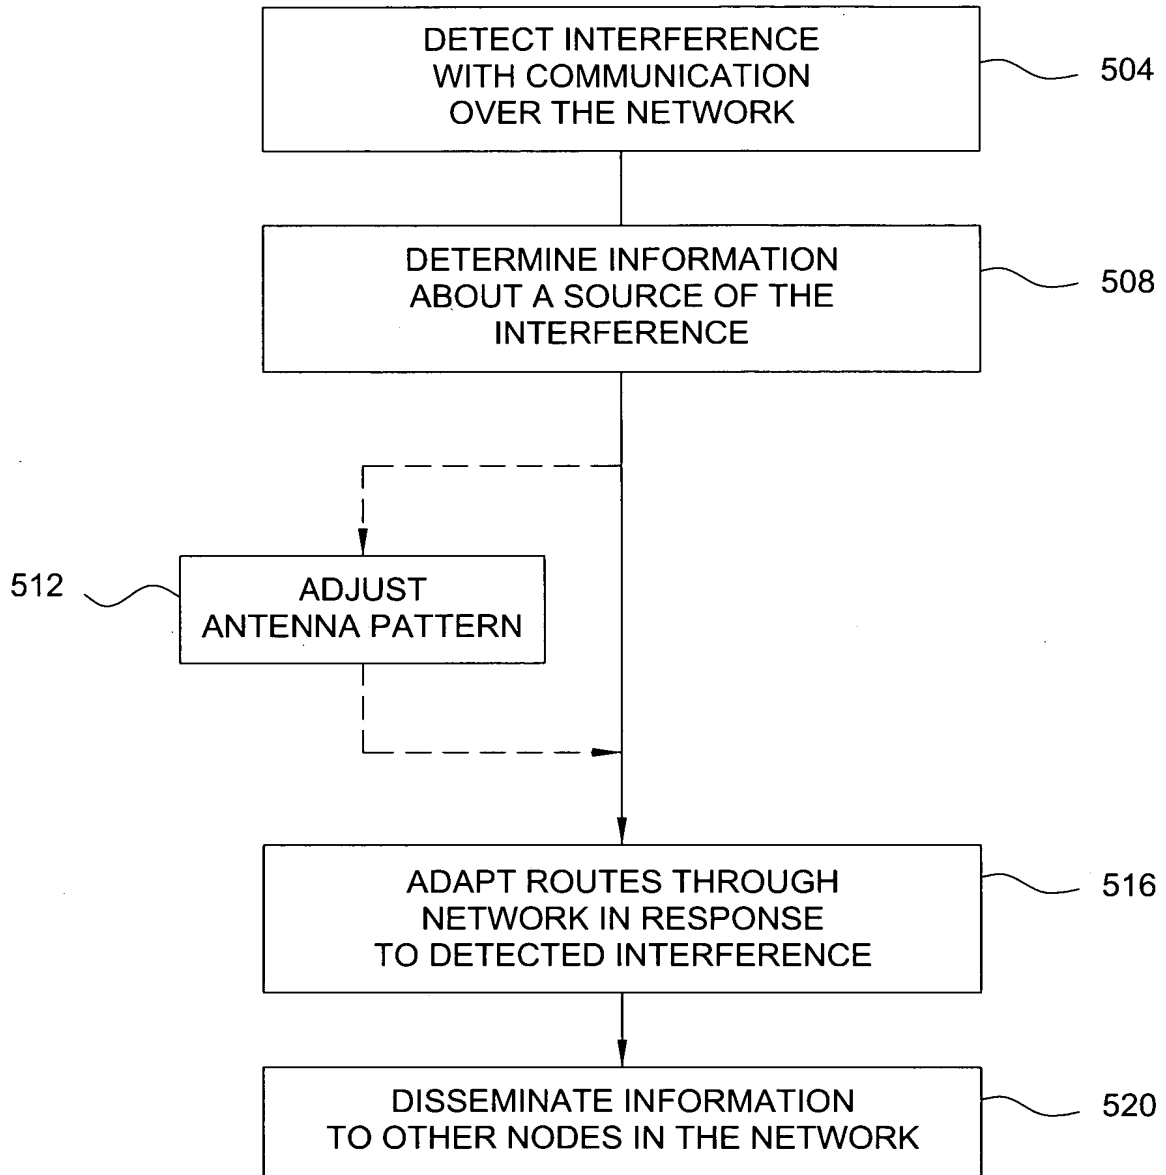 DETECT INTERFERENCE
WITH COMMUNICATION
OVER THE NETWORK
504
DETERMINE INFORMATION
ABOUT A SOURCE OF THE
INTERFERENCE
508
512
ADJUST
ANTENNA PATTERN
ADAPT ROUTES THROUGH
NETWORK IN RESPONSE
TO DETECTED INTERFERENCE
516
DISSEMINATE INFORMATION
TO OTHER NODES IN THE NETWORK
520